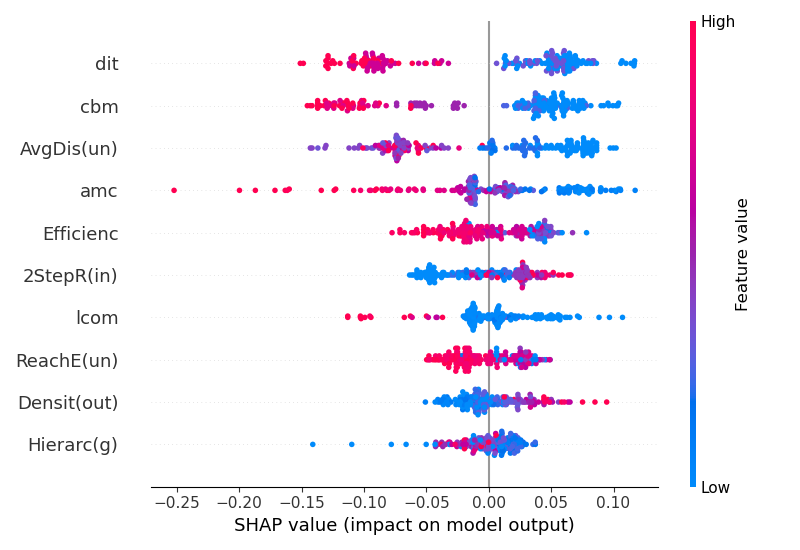 High
dit
cbm
AvgDis(un)
amc
Efficienc
2StepR(in)
lcom
ReachE(un)
Densit(out)
Hierarc(g)
Feature value
Low
−0.25 −0.20 −0.15 −0.10 −0.05 0.00 0.05 0.10
SHAP value (impact on model output)